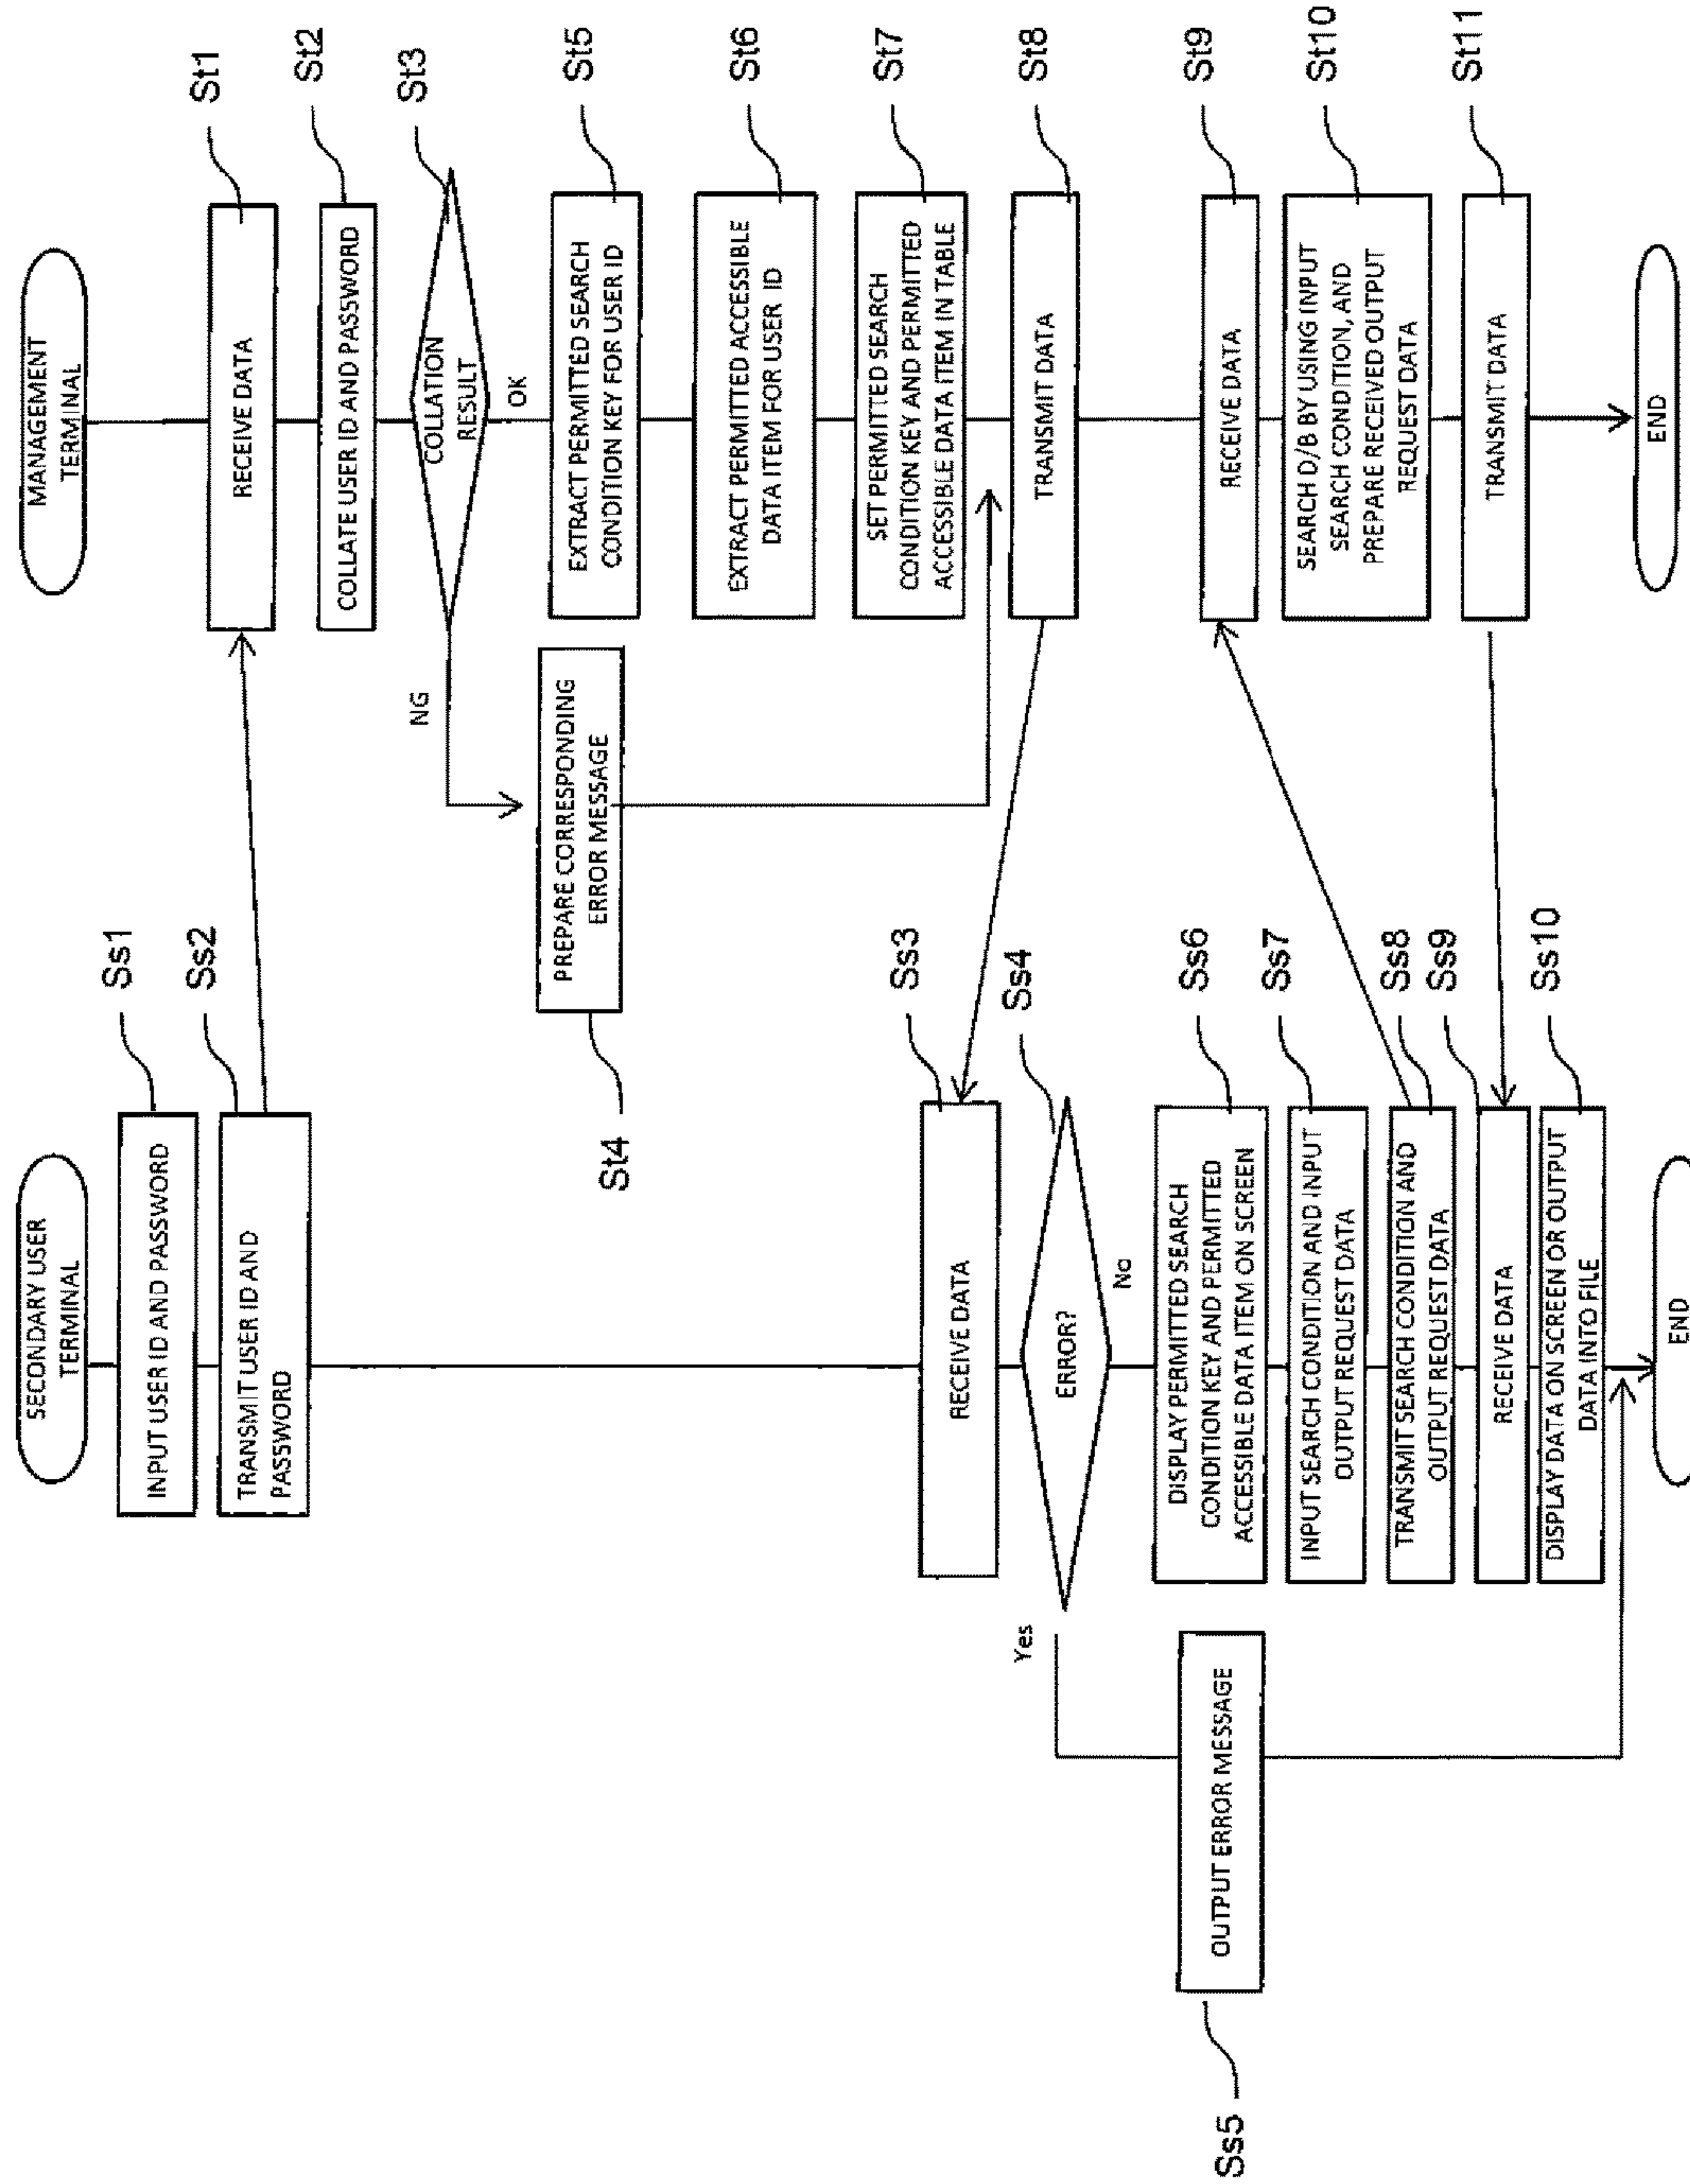 SECONDARY USER
TERMINAL
Ss1
INPUT USER ID AND PASSWORD
Ss2
TRANSMIT USER ID AND
PASSWORD
Ss3
RECEIVE DATA
Ss4
ERROR?
Yes
No
Ss5
OUTPUT ERROR MESSAGE
Ss6
DISPLAY PERMITTED SEARCH
CONDITION KEY AND PERMITTED
ACCESSIBLE DATA ITEM ON SCREEN
Ss7
INPUT SEARCH CONDITION AND INPUT
OUTPUT REQUEST DATA
Ss8
TRANSMIT SEARCH CONDITION AND
OUTPUT REQUEST DATA
Ss9
RECEIVE DATA
Ss10
DISPLAY DATA ON SCREEN OR OUTPUT
DATA INTO FILE
END
MANAGEMENT
TERMINAL
St1
RECEIVE DATA
St2
COLLATE USER ID AND PASSWORD
St3
COLLATION
RESULT
NG
OK
St4
PREPARE CORRESPONDING
ERROR MESSAGE
St5
EXTRACT PERMITTED SEARCH
CONDITION KEY FOR USER ID
St6
EXTRACT PERMITTED ACCESSIBLE
DATA ITEM FOR USER ID
St7
SET PERMITTED SEARCH
CONDITION KEY AND PERMITTED
ACCESSIBLE DATA ITEM IN TABLE
St8
TRANSMIT DATA
St9
RECEIVE DATA
St10
SEARCH D/B BY USING INPUT
SEARCH CONDITION, AND
PREPARE RECEIVED OUTPUT
REQUEST DATA
St11
TRANSMIT DATA
END